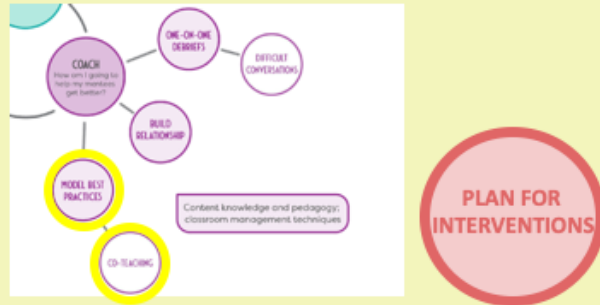 ONE-ON-ONE
DEBRIEFS
DIFFICULT
CONVERSATIONS
COACH
How am I going to
help my mentees
get better?
BUILD
RELATIONSHIP
MODEL BEST
PRACTICES
Content knowledge and pedagogy;
classroom management techniques
PLAN FOR
INTERVENTIONS
CO-TEACHING